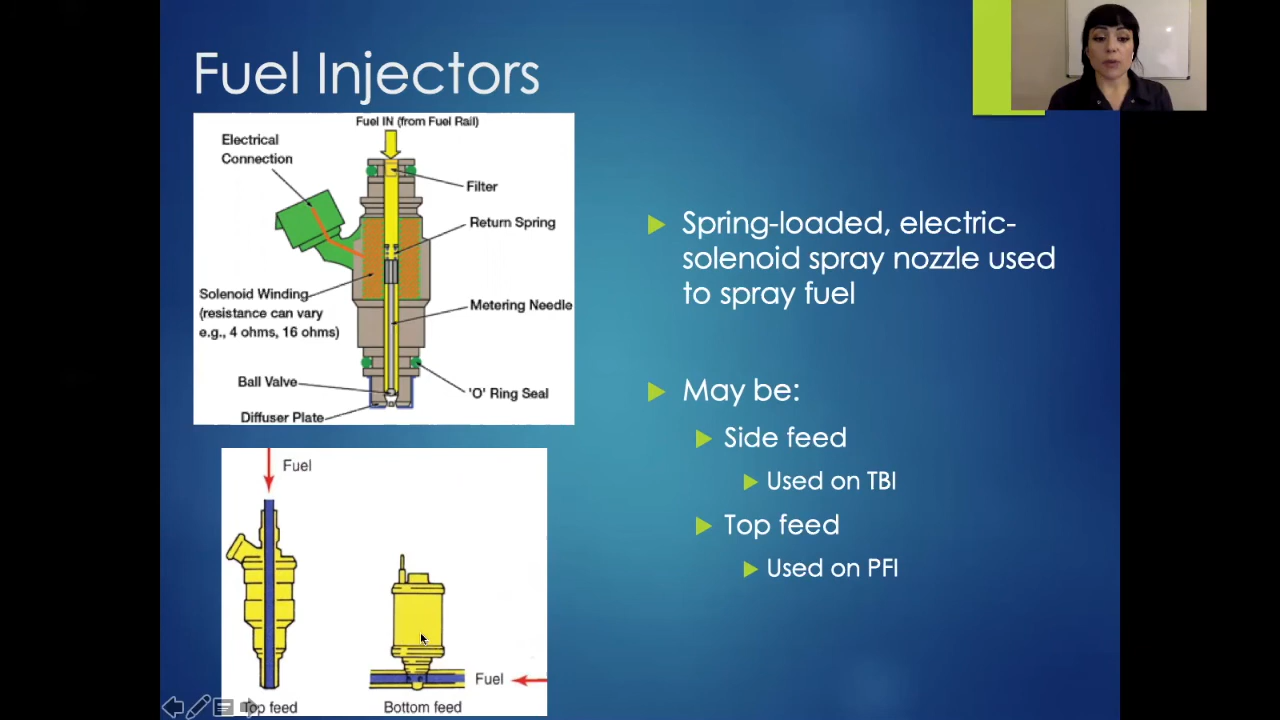 Fuel Injectors
Fuel IN (from Fuel Rail)
Electrical
Connection
Filter
Return Spring
Solenoid Winding
(resistance can vary
e.g., 4 ohms, 16 ohms)
Metering Needle
Ball Valve
'O' Ring Seal
Diffuser Plate
Fuel
Fuel
Top feed
Bottom feed
Spring-loaded, electric-
solenoid spray nozzle used
to spray fuel
May be:
Side feed
Used on TBI
Top feed
Used on PFI